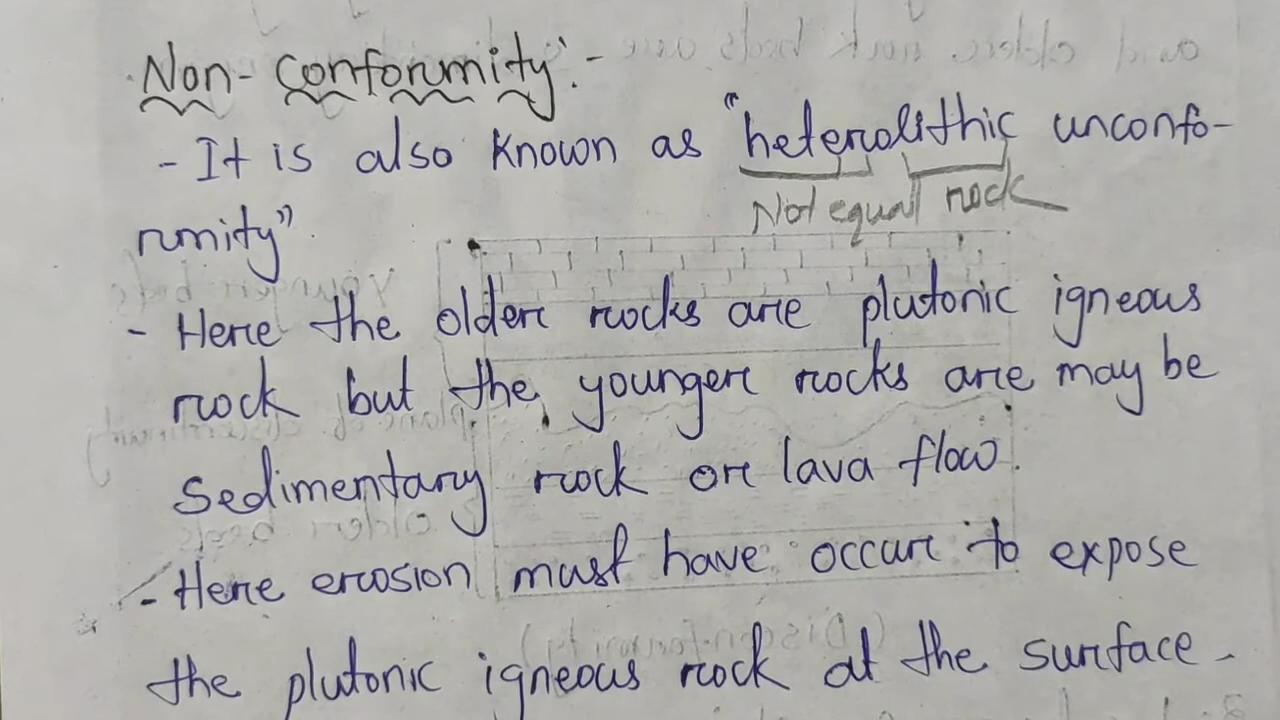 Non-Conformity:-
- It is also known as "heterolithic unconfo-
Not equal rock
rmity".
- Here the older rocks are plutonic igneous
rock but the younger rocks are may be
sedimentary rock or lava flow.
- Here erosion must have occur to expose
the plutonic igneous rock at the surface.